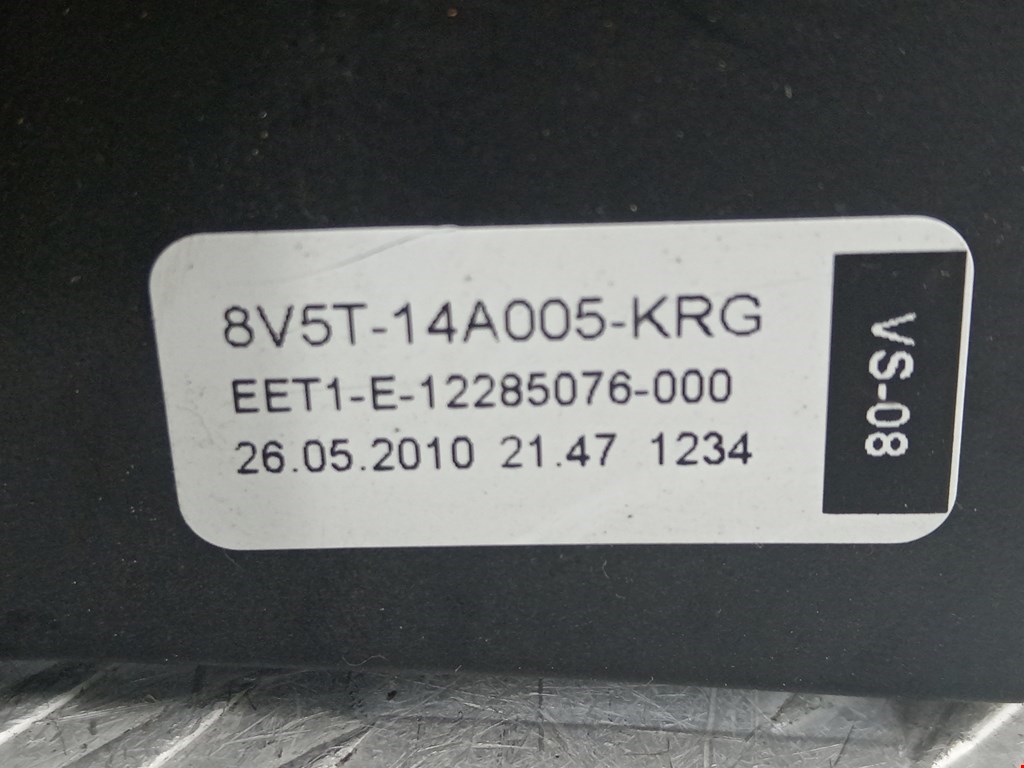 8V5T-14A005-KRG
EET1-E-12285076-000
26.05.2010 21.47 1234
VS-08